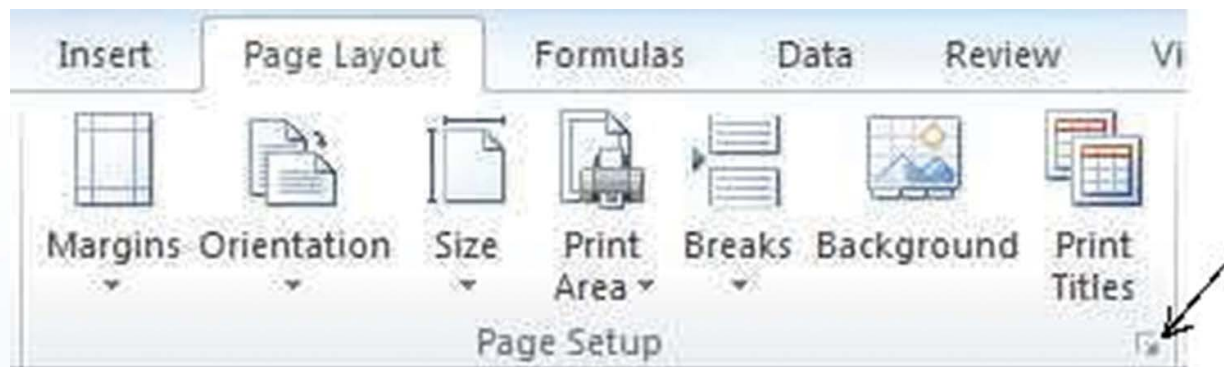 Insert Page Layout Formulas Data Review Vi
Margins Orientation Size Print Area Breaks Background Print Titles
Page Setup